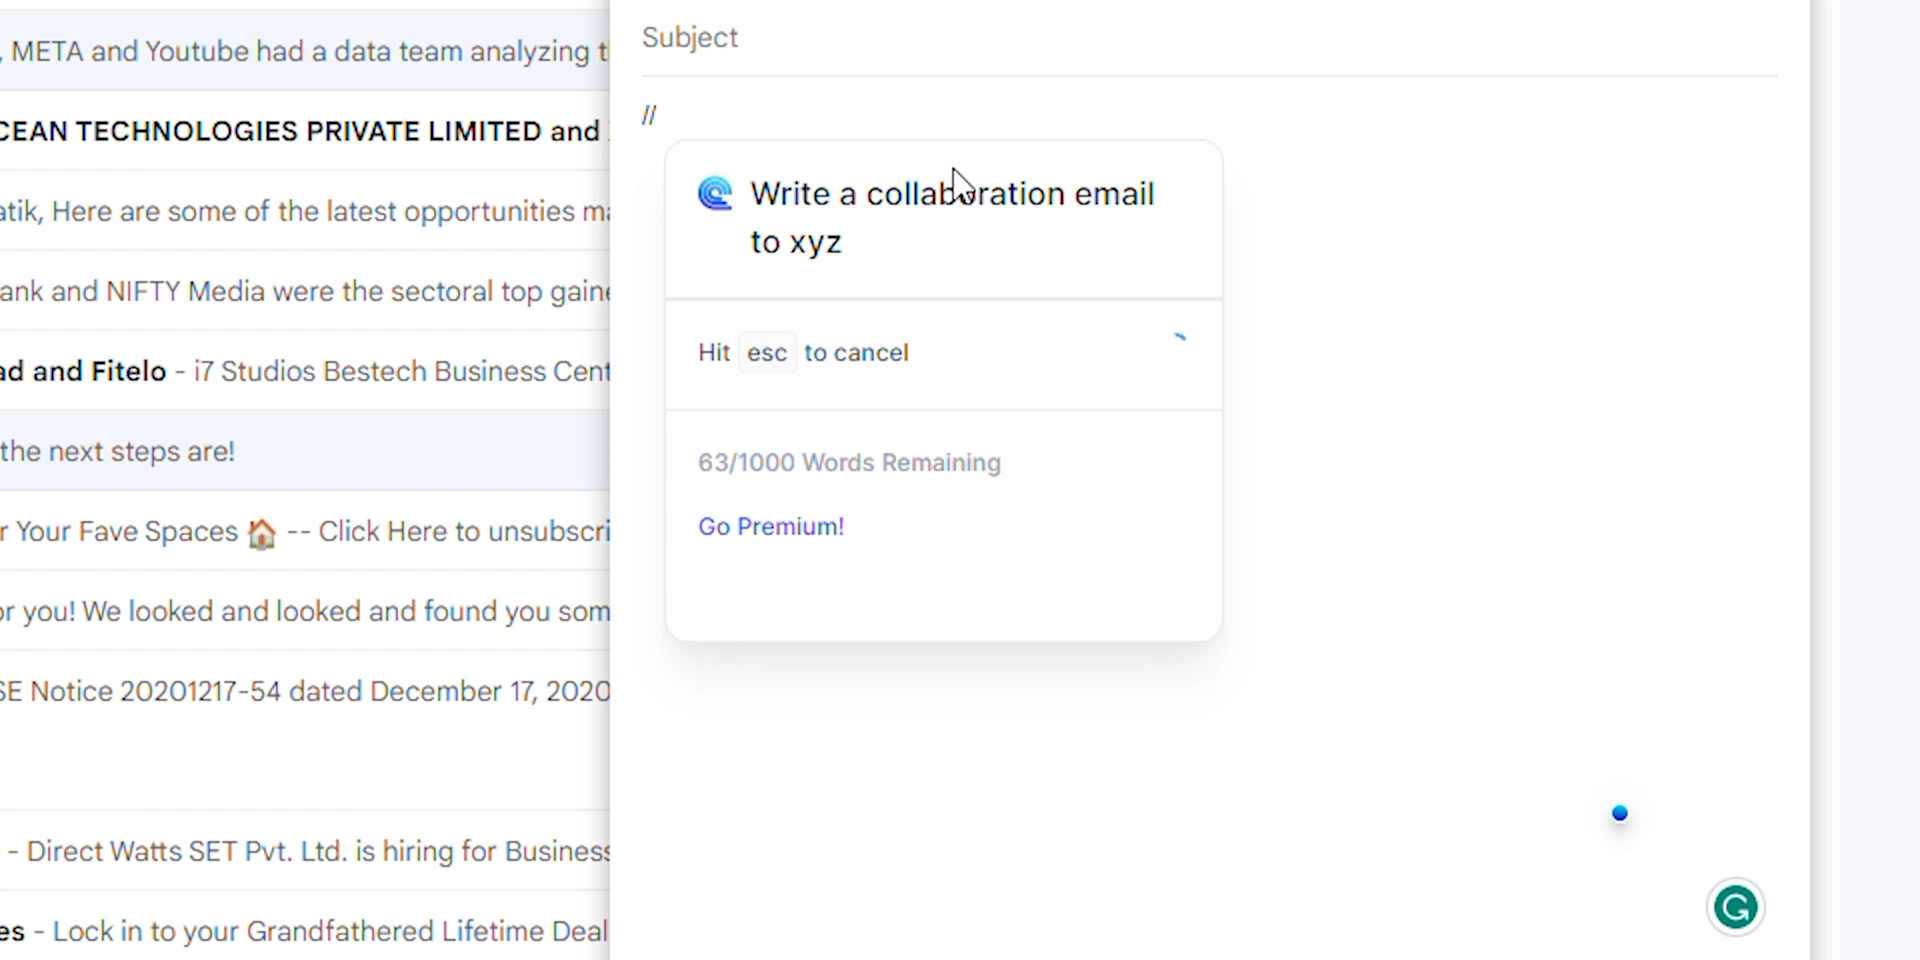 , META and Youtube had a data team analyzing
CEAN TECHNOLOGIES PRIVATE LIMITED and
atik, Here are some of the latest opportunities
ank and NIFTY Media were the sectoral top
ad and Fitelo - i7 Studios Bestech Business
the next steps are!
r Your Fave Spaces 🏠 -- Click Here to
or you! We looked and looked and found you
SE Notice 20201217-54 dated December 17, 2020
- Direct Watts SET Pvt. Ltd. is hiring for Business
es - Lock in to your Grandfathered Lifetime Deal
Subject
//
Write a collaboration email
to xyz
Hit esc to cancel
63/1000 Words Remaining
Go Premium!